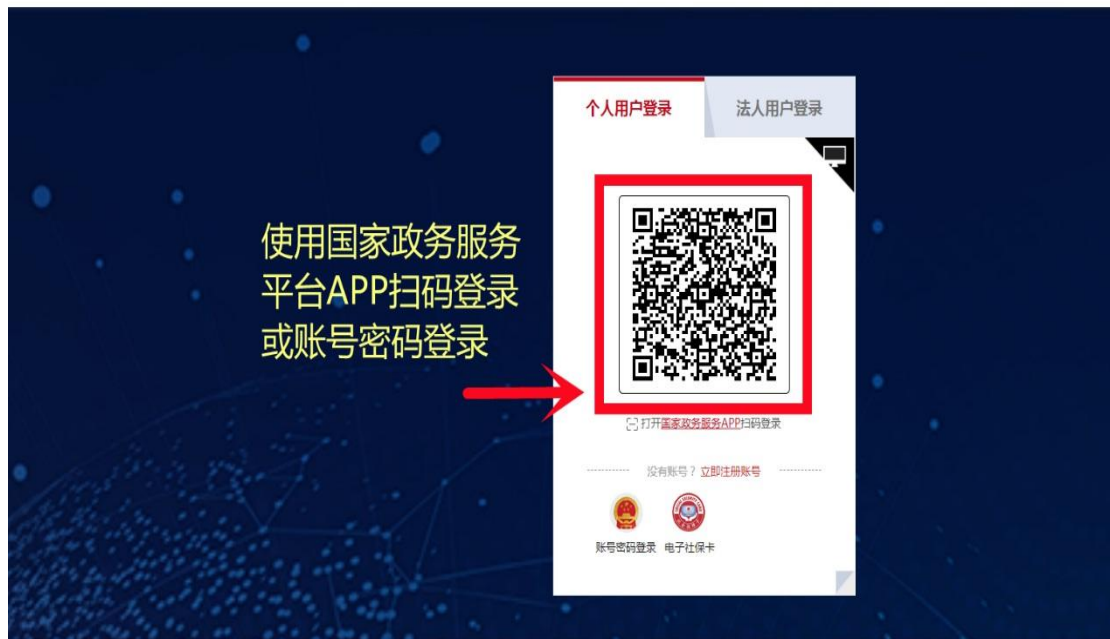 个人用户登录
法人用户登录
使用国家政务服务
平台APP扫码登录
或账号密码登录
打开国家政务服务APP扫码登录
没有账号？立即注册账号
账号密码登录
电子社保卡